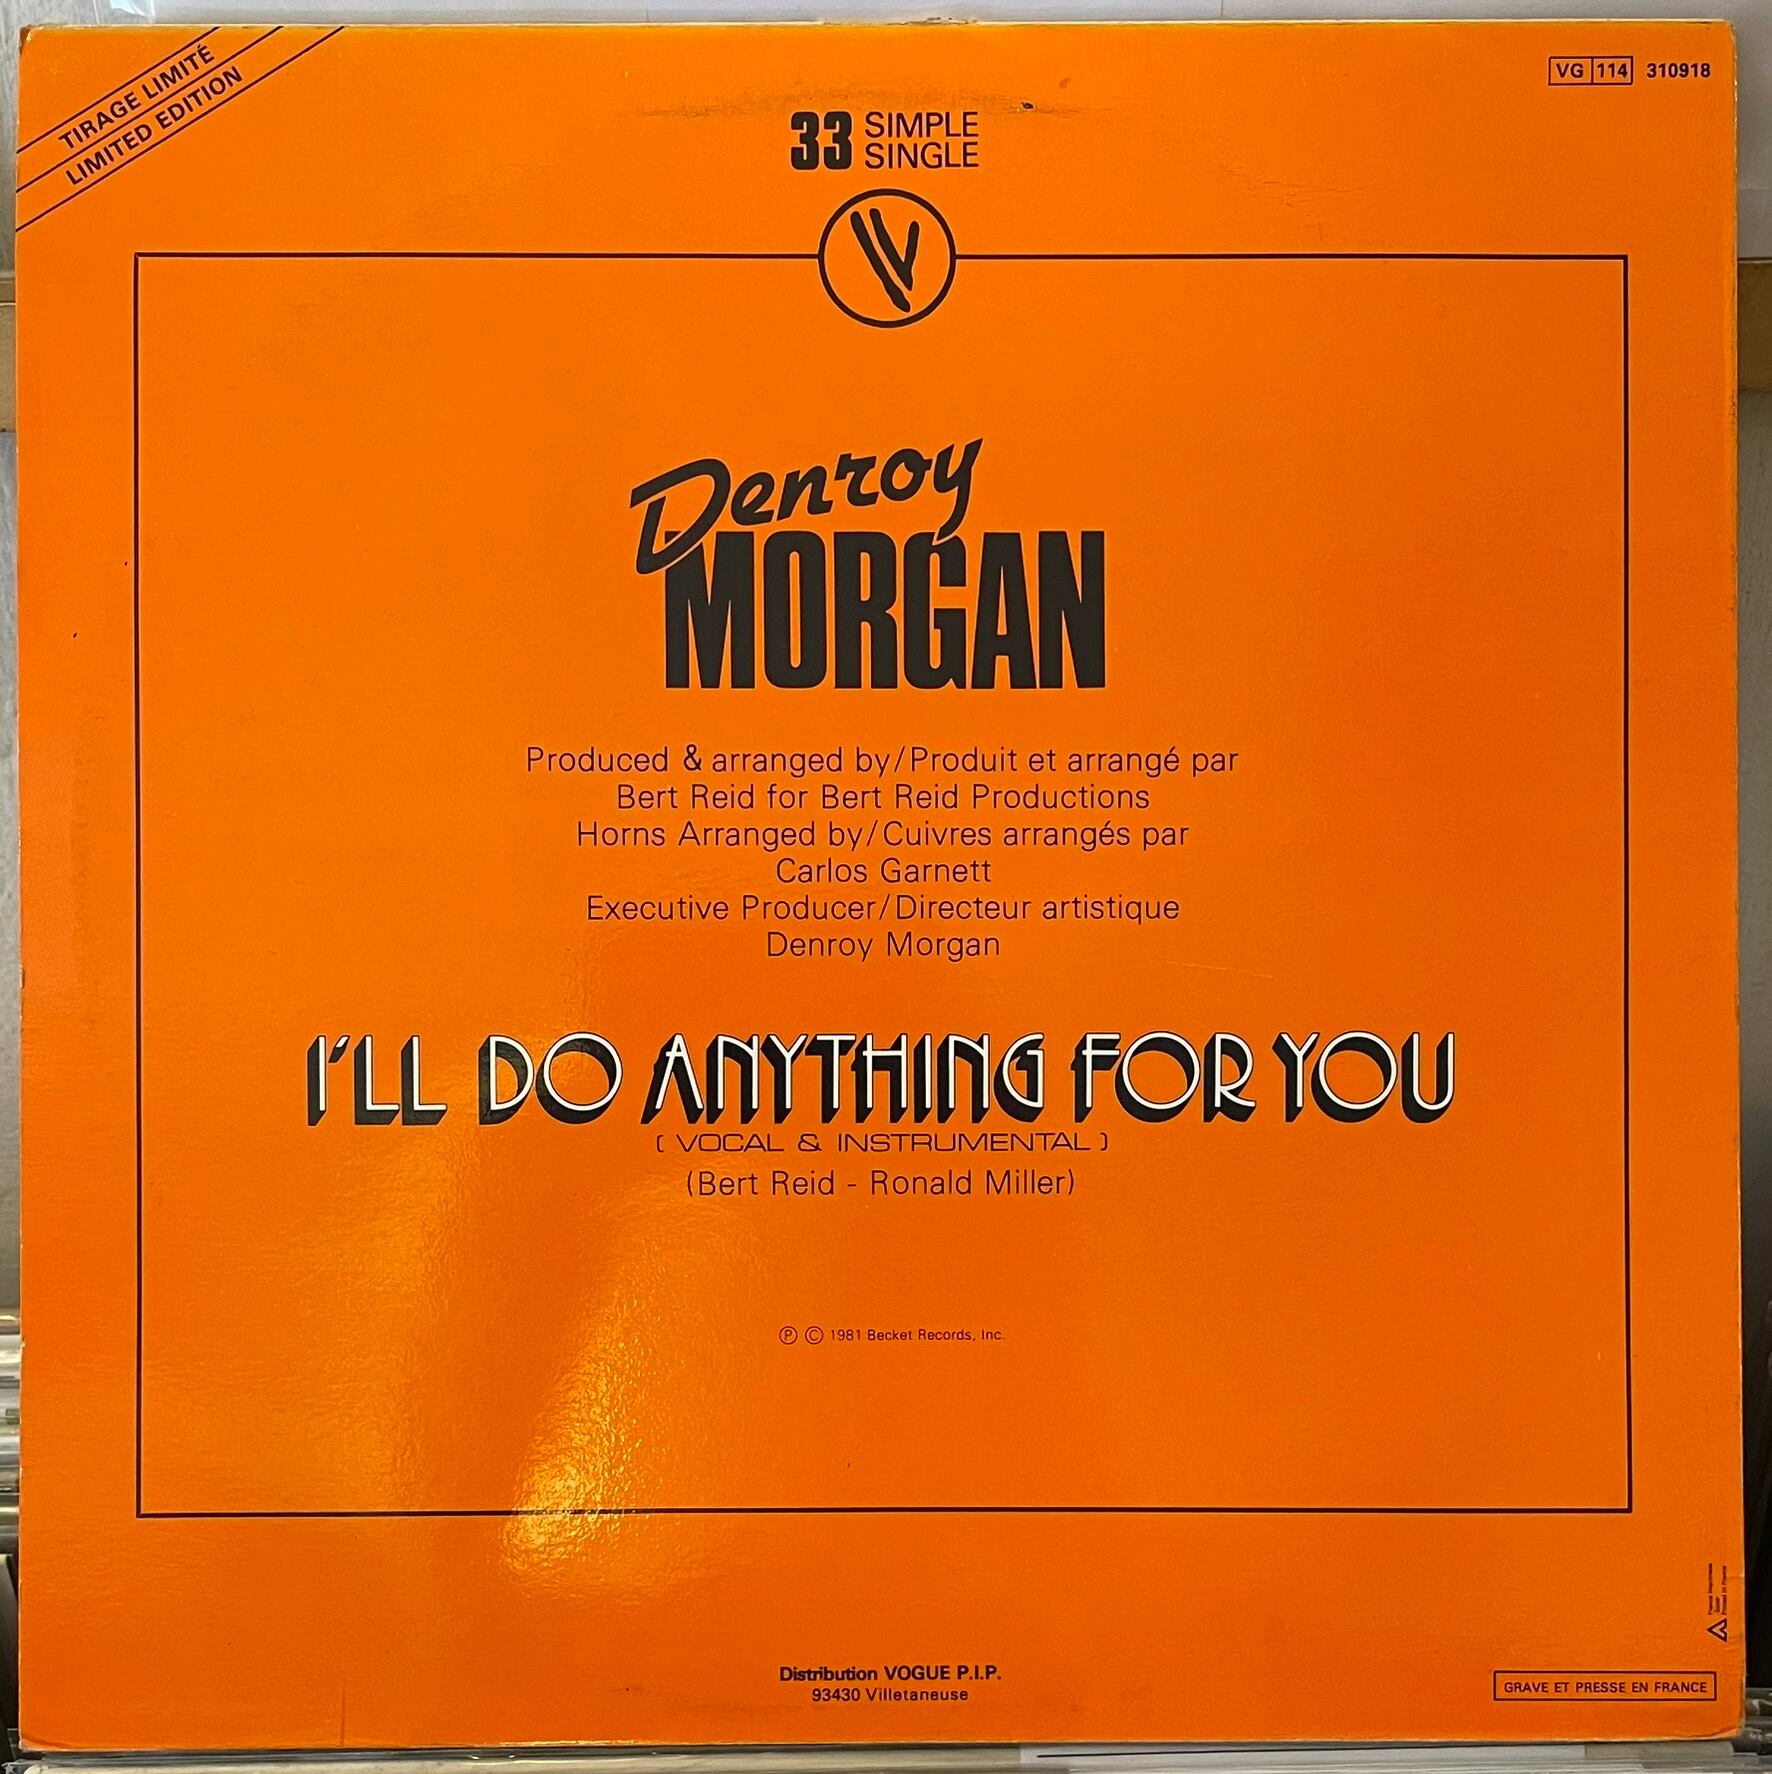 TIRAGE LIMITÉ
LIMITED EDITION
VG 114 310918
33 SIMPLE
SINGLE
Denroy
MORGAN
Produced & arranged by/Produit et arrangé par
Bert Reid for Bert Reid Productions
Horns Arranged by/Cuivres arrangés par
Carlos Garnett
Executive Producer/Directeur artistique
Denroy Morgan
I'LL DO ANYTHING FOR YOU
( VOCAL & INSTRUMENTAL )
(Bert Reid - Ronald Miller)
Ⓟ © 1981 Becket Records, Inc.
Distribution VOGUE P.I.P.
93430 Villetaneuse
GRAVE ET PRESSE EN FRANCE